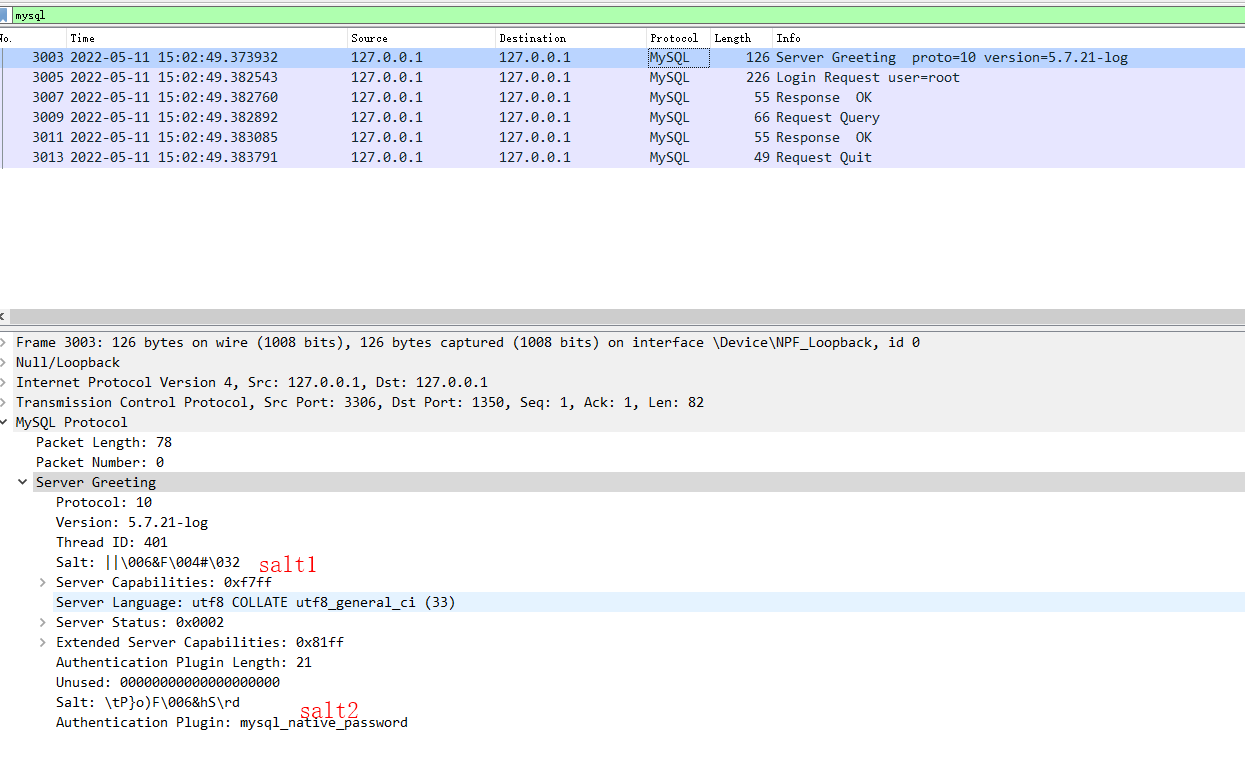 mysql
No. Time Source Destination Protocol Length Info
3003 2022-05-11 15:02:49.373932 127.0.0.1 127.0.0.1 MySQL 126 Server Greeting proto=10 version=5.7.21-log
3005 2022-05-11 15:02:49.382543 127.0.0.1 127.0.0.1 MySQL 226 Login Request user=root
3007 2022-05-11 15:02:49.382760 127.0.0.1 127.0.0.1 MySQL 55 Response OK
3009 2022-05-11 15:02:49.382892 127.0.0.1 127.0.0.1 MySQL 66 Request Query
3011 2022-05-11 15:02:49.383085 127.0.0.1 127.0.0.1 MySQL 55 Response OK
3013 2022-05-11 15:02:49.383791 127.0.0.1 127.0.0.1 MySQL 49 Request Quit
Frame 3003: 126 bytes on wire (1008 bits), 126 bytes captured (1008 bits) on interface \Device\NPF_Loopback, id 0
Null/Loopback
Internet Protocol Version 4, Src: 127.0.0.1, Dst: 127.0.0.1
Transmission Control Protocol, Src Port: 3306, Dst Port: 1350, Seq: 1, Ack: 1, Len: 82
MySQL Protocol
Packet Length: 78
Packet Number: 0
Server Greeting
Protocol: 10
Version: 5.7.21-log
Thread ID: 401
Salt: ||\006&F\004#\032 salt1
Server Capabilities: 0xf7ff
Server Language: utf8 COLLATE utf8_general_ci (33)
Server Status: 0x0002
Extended Server Capabilities: 0x81ff
Authentication Plugin Length: 21
Unused: 00000000000000000000
Salt: \tP}o)F\006&hS\rd salt2
Authentication Plugin: mysql_native_password